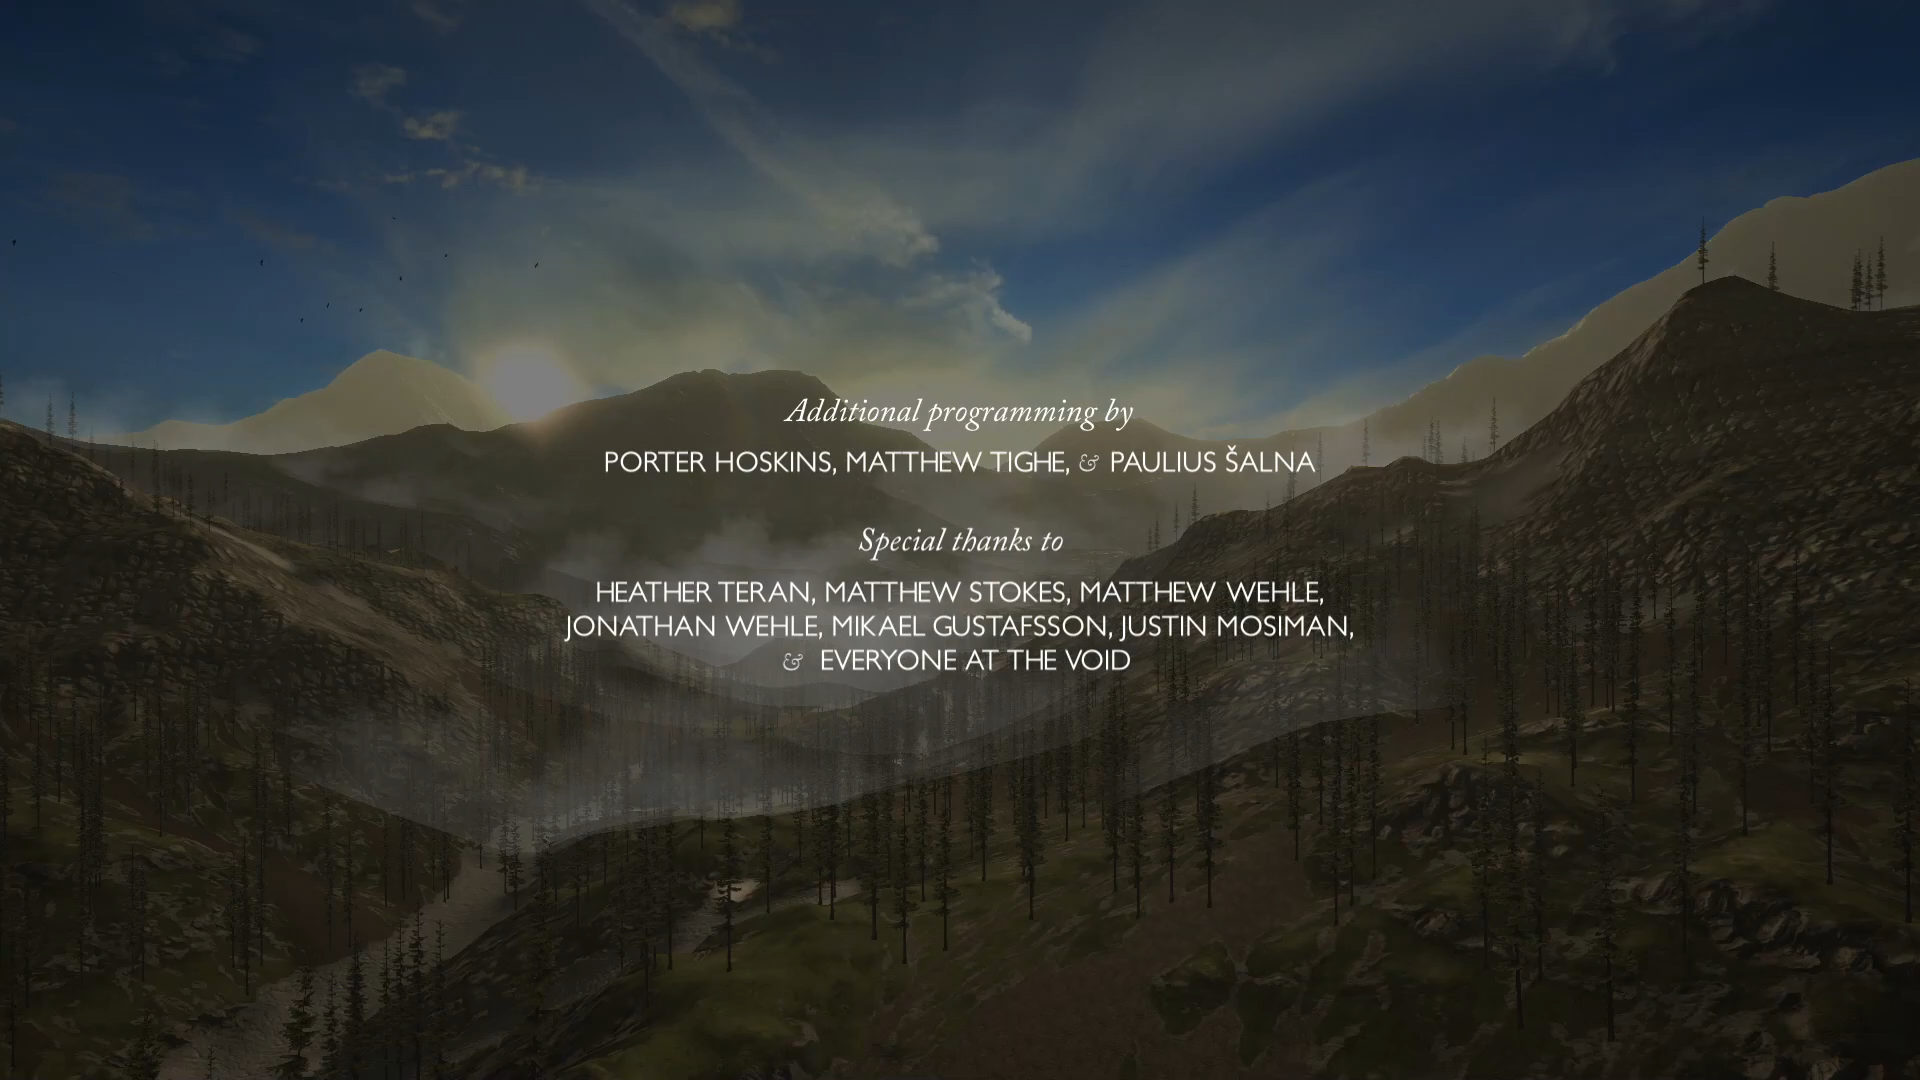 Additional programming by
PORTER HOSKINS, MATTHEW TIGHE, & PAULIUS ŠALNA
Special thanks to
HEATHER TERAN, MATTHEW STOKES, MATTHEW WEHLE,
JONATHAN WEHLE, MIKAEL GUSTAFSSON, JUSTIN MOSIMAN,
& EVERYONE AT THE VOID